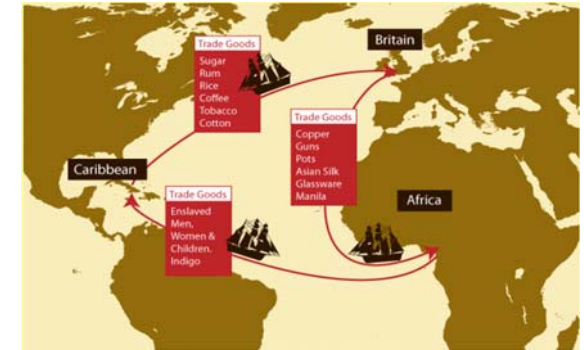 Britain
Trade Goods
Sugar
Rum
Rice
Coffee
Tobacco
Cotton
Trade Goods
Copper
Guns
Pots
Asian Silk
Glassware
Manila
Caribbean
Africa
Trade Goods
Enslaved
Men,
Women &
Children.
Indigo